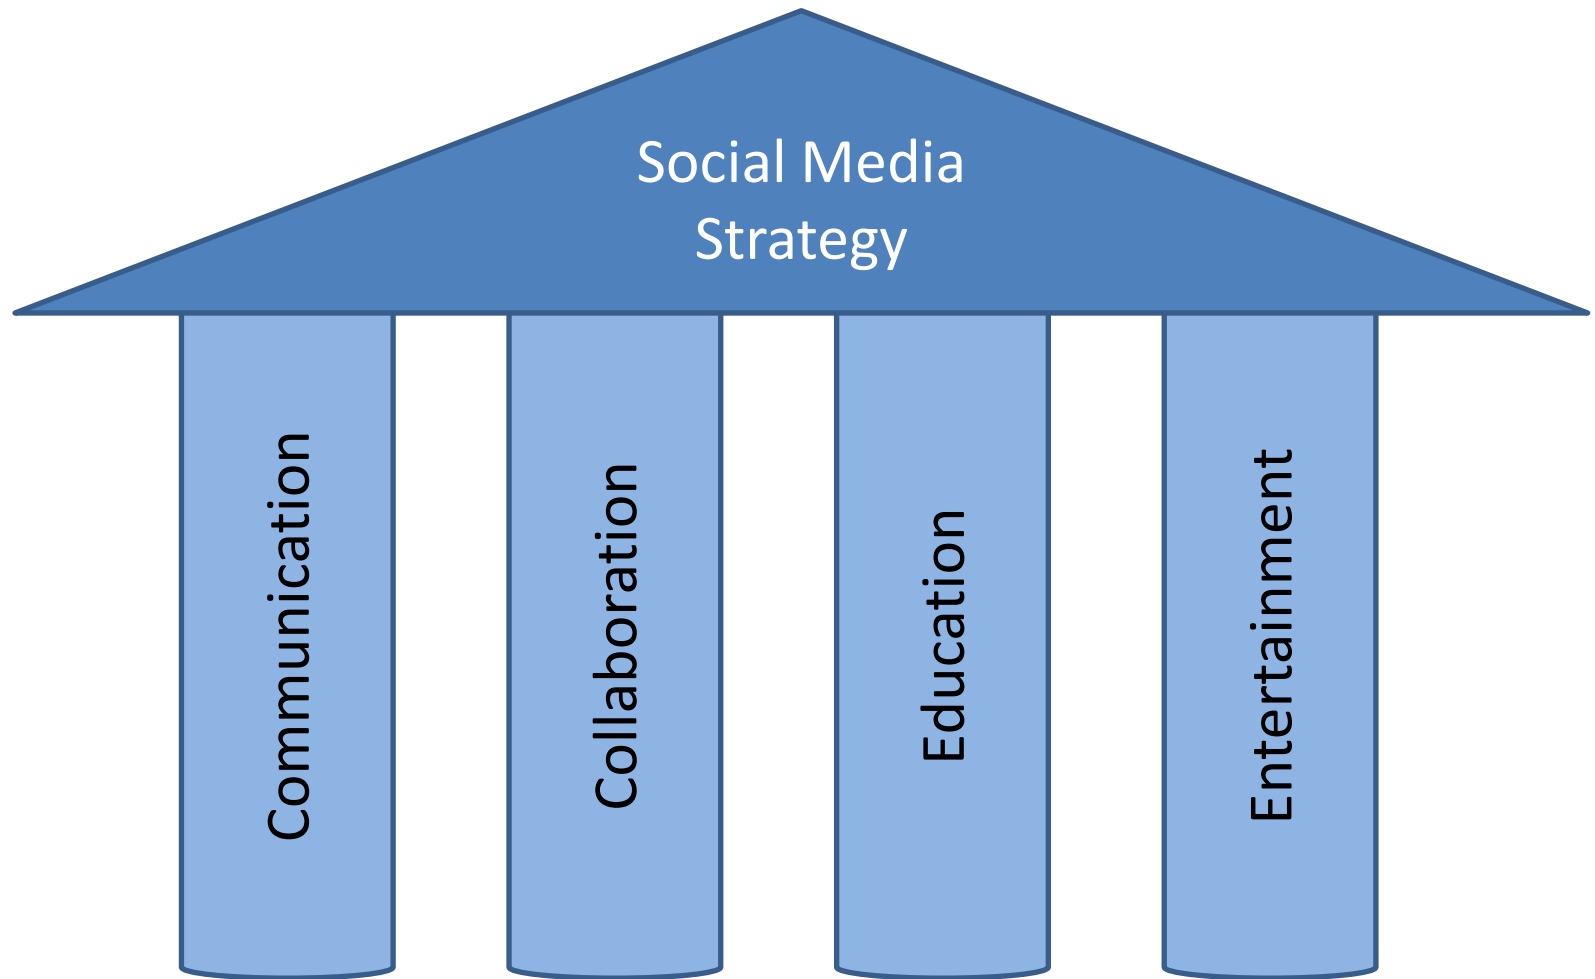 Social Media
Strategy
Communication
Collaboration
Education
Entertainment